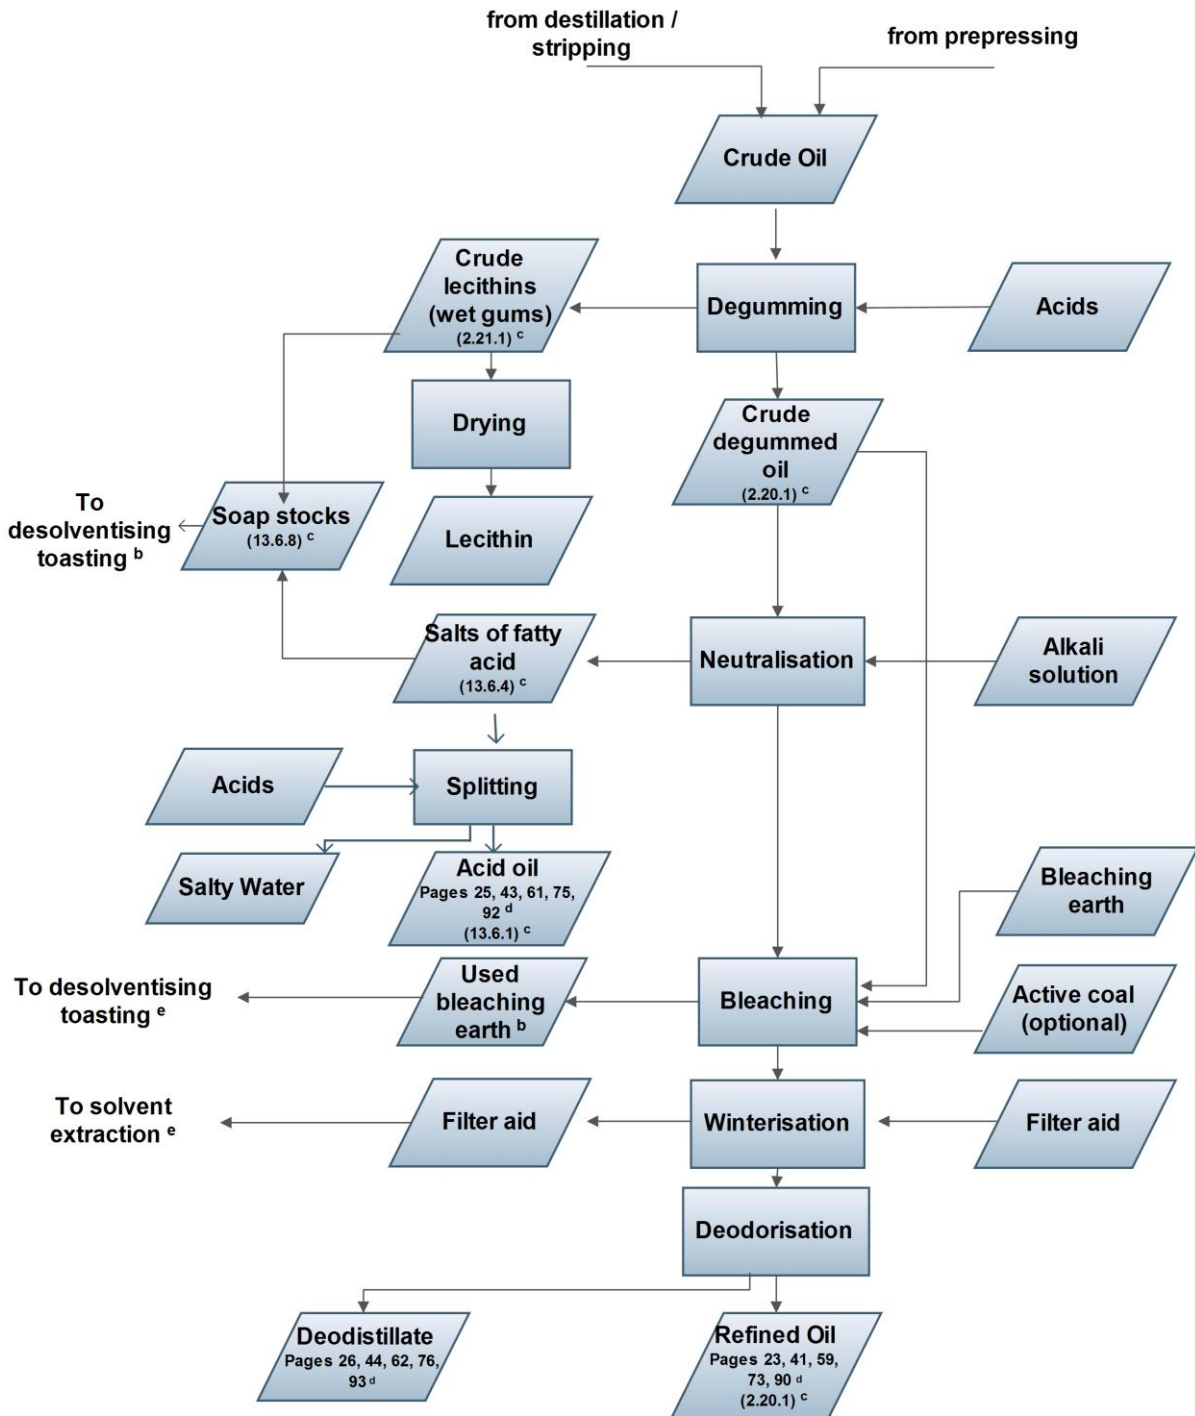 from destillation /
stripping
from prepressing
Crude Oil
Crude
lecithins
(wet gums)
(2.21.1) c
Degumming
Acids
Drying
Crude
degummed
oil
(2.20.1) c
To
desolventising
toasting b
Soap stocks
(13.6.8) c
Lecithin
Salts of fatty
acid
(13.6.4) c
Neutralisation
Alkali
solution
Acids
Splitting
Salty Water
Acid oil
Pages 25, 43, 61, 75,
92 d
(13.6.1) c
Bleaching
earth
To desolventising
toasting e
Used
bleaching
earth b
Bleaching
Active coal
(optional)
To solvent
extraction e
Filter aid
Winterisation
Filter aid
Deodorisation
Deodistillate
Pages 26, 44, 62, 76,
93 d
Refined Oil
Pages 23, 41, 59,
73, 90 d
(2.20.1) c